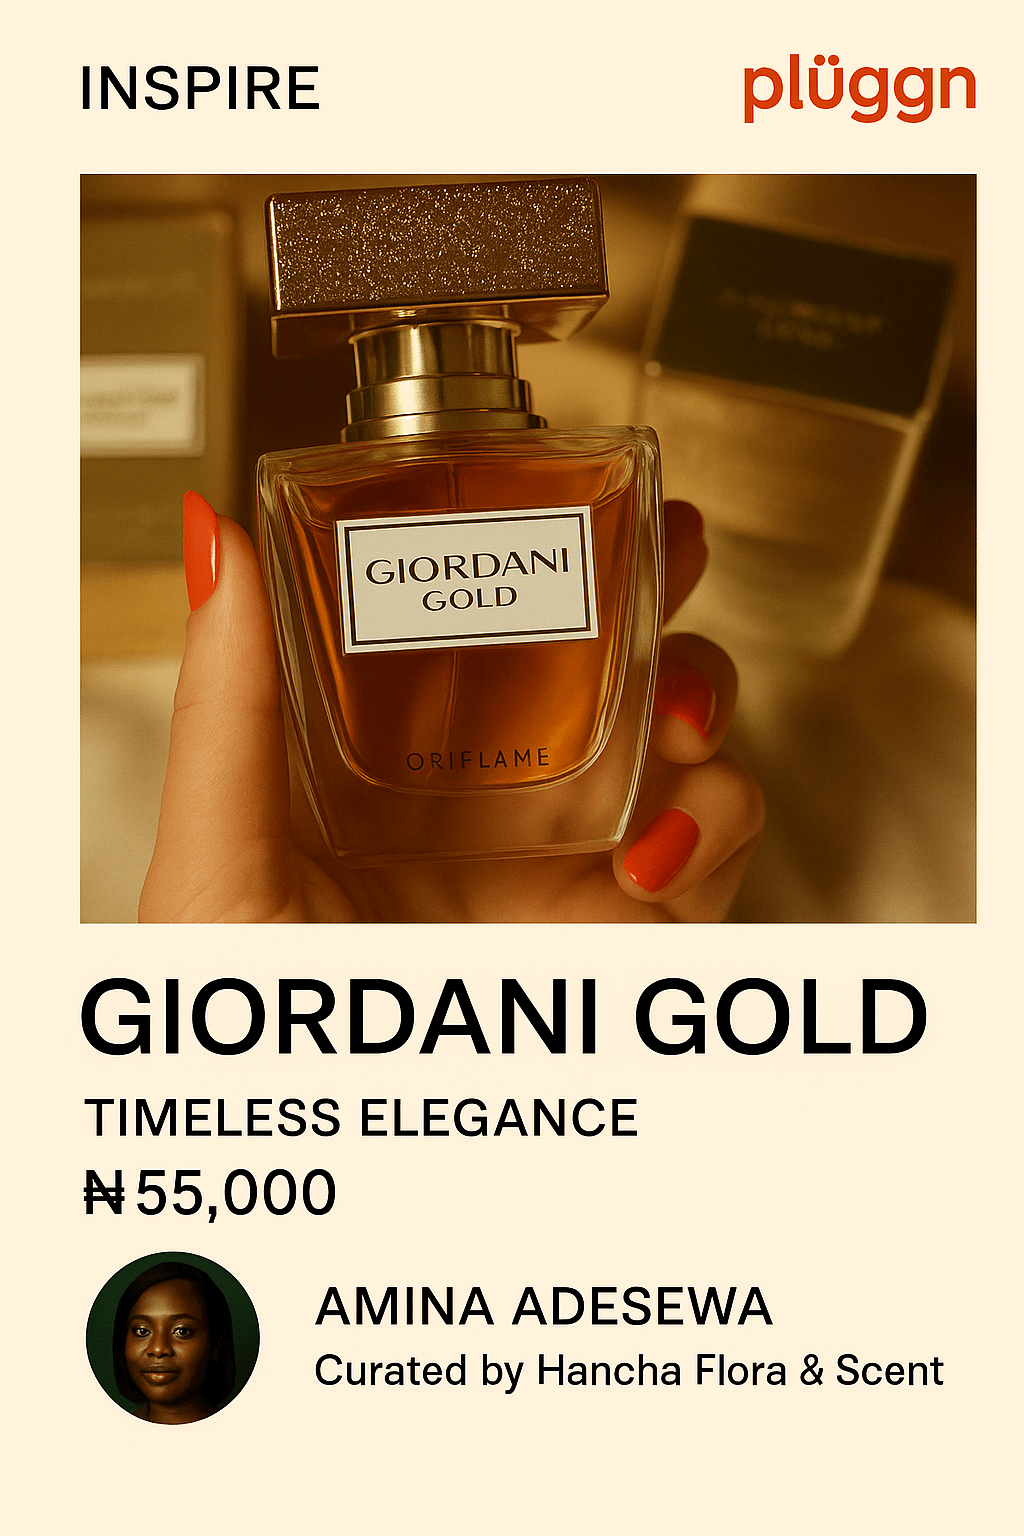 INSPIRE
plüggn
GIORDANI
GOLD
ORIFLAME
GIORDANI GOLD
TIMELESS ELEGANCE
₦55,000
AMINA ADESEWA
Curated by Hancha Flora & Scent